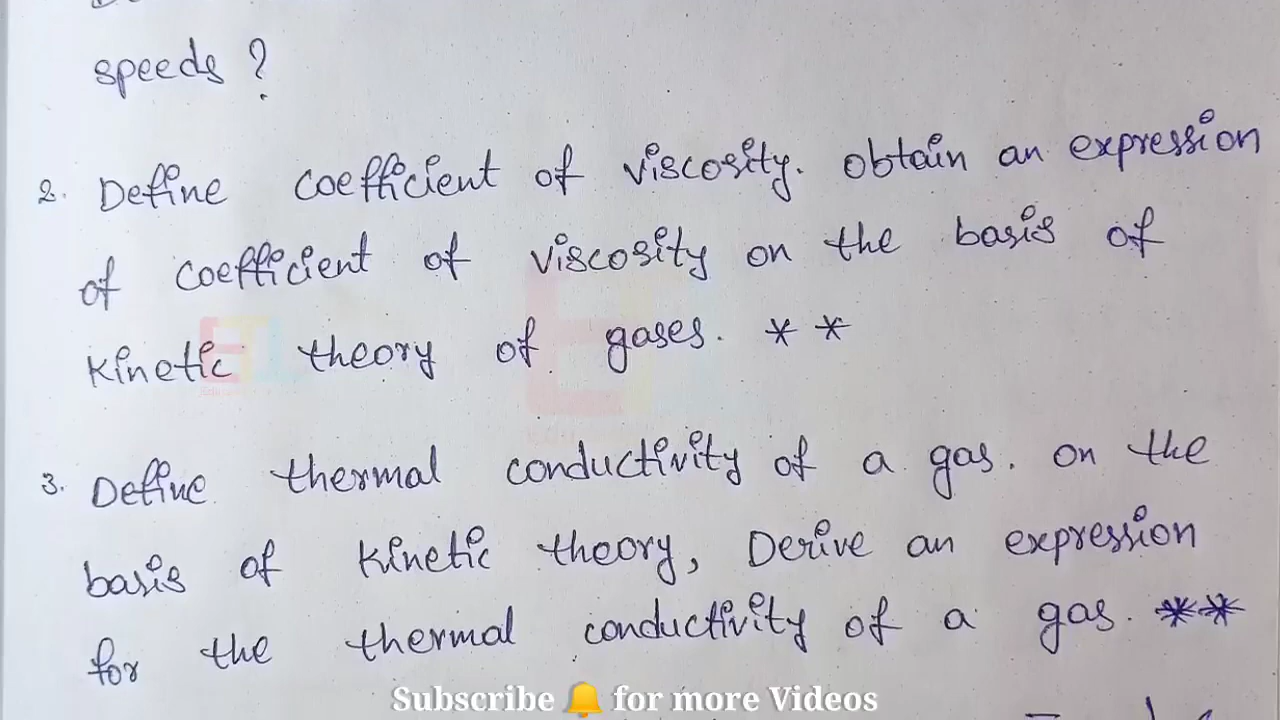 speeds ?
2. Define coefficient of viscosity. obtain an expression
of coefficient of viscosity on the basis of
kinetic theory of gases. * *
3. Define thermal conductivity of a gas. on the
basis of kinetic theory, Derive an expression
for the thermal conductivity of a gas. **
Subscribe 🔔 for more Videos